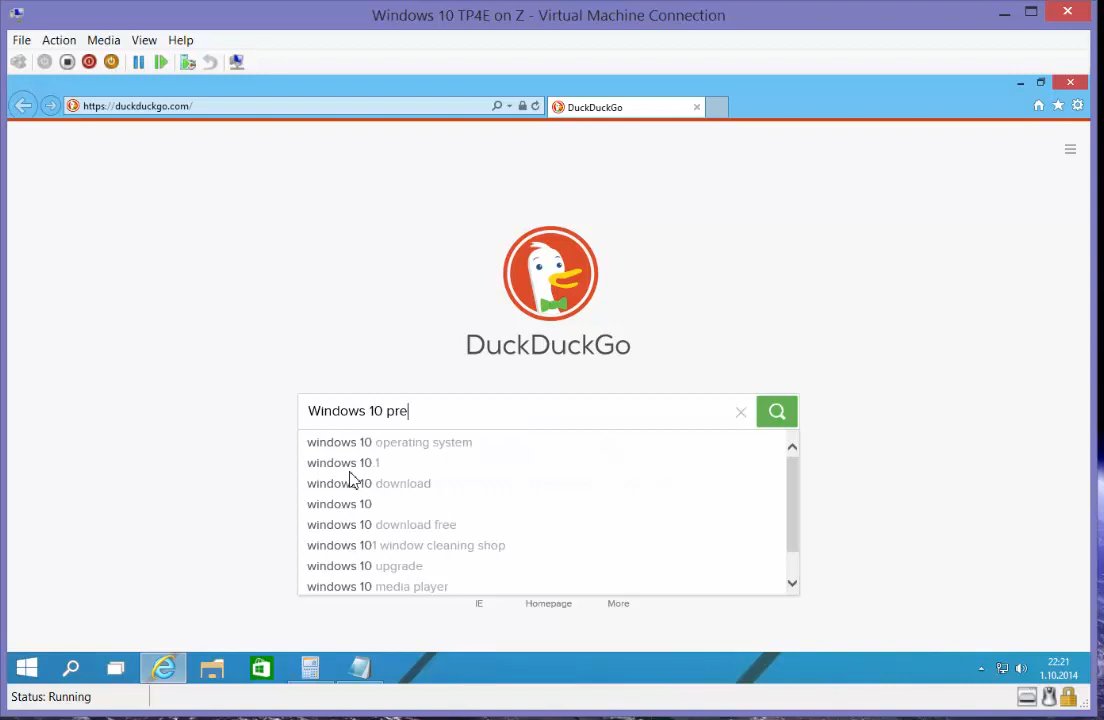 Windows 10 TP4E on Z - Virtual Machine Connection
File Action Media View Help
https://duckduckgo.com/
DuckDuckGo
DuckDuckGo
Windows 10 pre
windows 10 operating system
windows 10.1
windows 10 download
windows 10
windows 10 download free
windows 101 window cleaning shop
windows 10 upgrade
windows 10 media player
IE Homepage More
22:21
1.10.2014
Status: Running